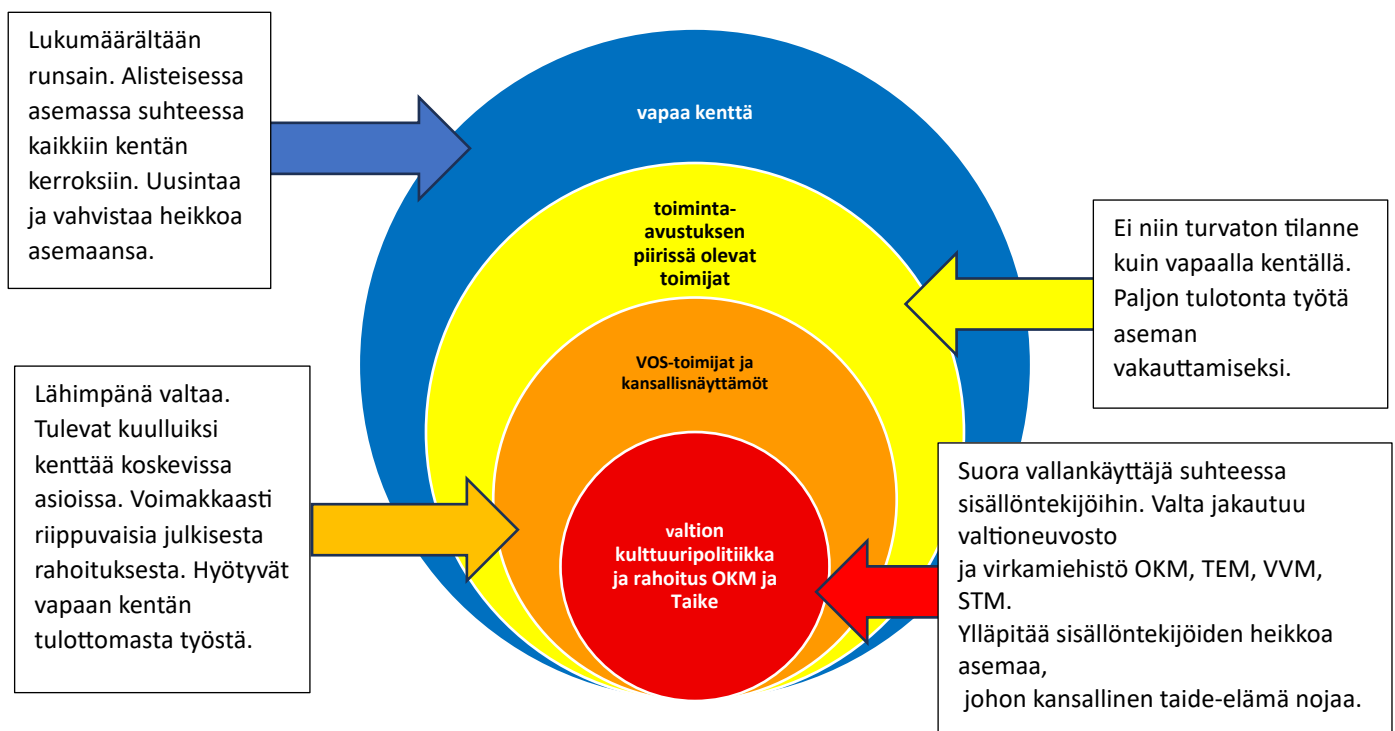 Lukumäärältään
runsain. Alisteisessa
asemassa suhteessa
kaikkiin kentän
kerroksiin. Uusintaa
ja vahvistaa heikkoa
asemaansa.
vapaa kenttä
toiminta-
avustuksen
piirissä olevat
toimijat
Ei niin turvaton tilanne
kuin vapaalla kentällä.
Paljon tulotonta työtä
aseman
vakauttamiseksi.
VOS-toimijat ja
kansallisnäyttämöt
Lähimpänä valtaa.
Tulevat kuulluiksi
kenttää koskevissa
asioissa. Voimakkaasti
riippuvaisia julkisesta
rahoituksesta. Hyötyvät
vapaan kentän
tulottomasta työstä.
valtion
kulttuuripolitiikka
ja rahoitus OKM ja
Taike
Suora vallankäyttäjä suhteessa
sisällöntekijöihin. Valta jakautuu
valtioneuvosto
ja virkamiehistö OKM, TEM, VVM,
STM.
Ylläpitää sisällöntekijöiden heikkoa
asemaa,
johon kansallinen taide-elämä nojaa.